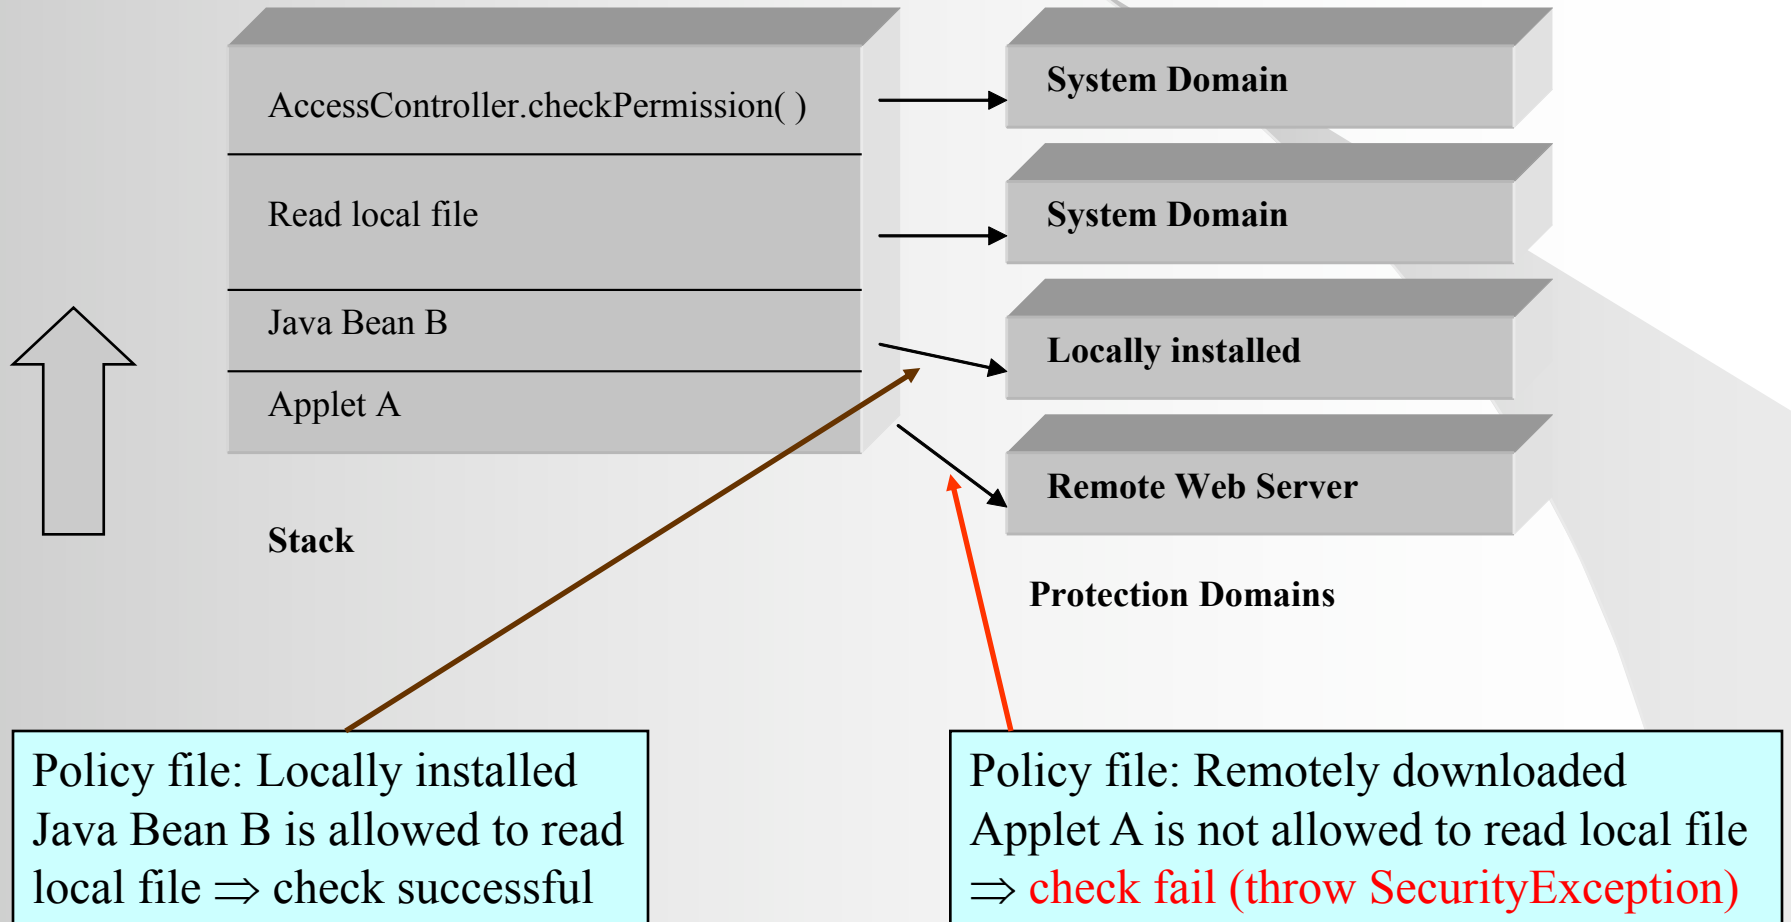 AccessController.checkPermission( )
Read local file
Java Bean B
Applet A
Stack
System Domain
System Domain
Locally installed
Remote Web Server
Protection Domains
Policy file: Locally installed
Java Bean B is allowed to read
local file ⇒ check successful
Policy file: Remotely downloaded
Applet A is not allowed to read local file
⇒ check fail (throw SecurityException)